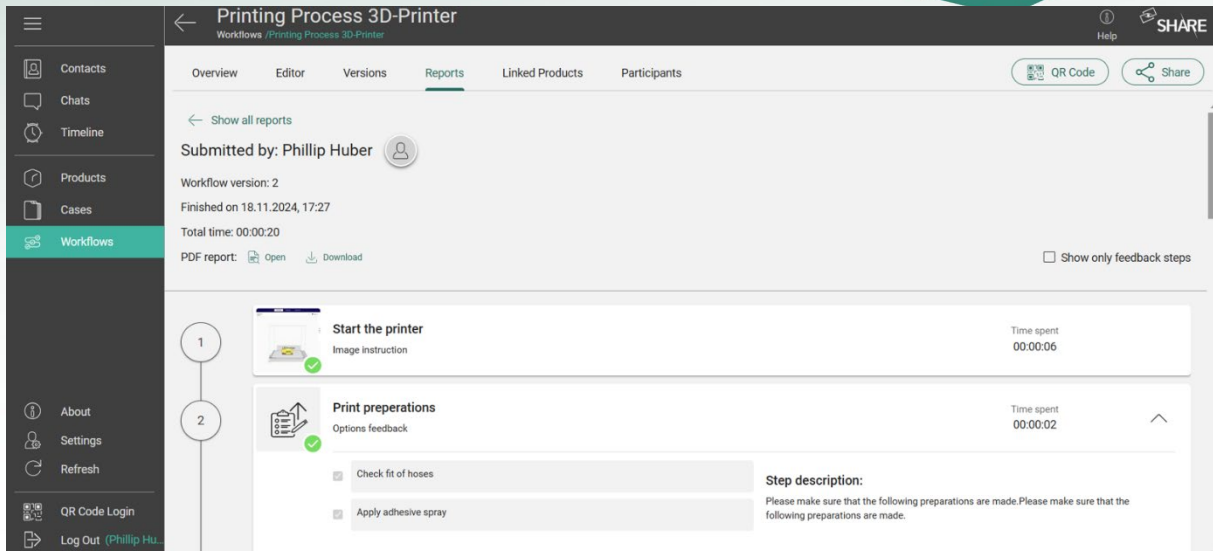 Printing Process 3D-Printer
Workflows /Printing Process 3D-Printer
Help
SHARE
Contacts
Chats
Timeline
Products
Cases
Workflows
About
Settings
Refresh
QR Code Login
Log Out (Phillip Hu...
Overview Editor Versions Reports Linked Products Participants
QR Code Share
Show all reports
Submitted by: Phillip Huber
Workflow version: 2
Finished on 18.11.2024, 17:27
Total time: 00:00:20
PDF report: Open Download
Show only feedback steps
1
Start the printer
Image instruction
Time spent
00:00:06
2
Print preperations
Options feedback
Time spent
00:00:02
Check fit of hoses
Apply adhesive spray
Step description:
Please make sure that the following preparations are made.Please make sure that the
following preparations are made.